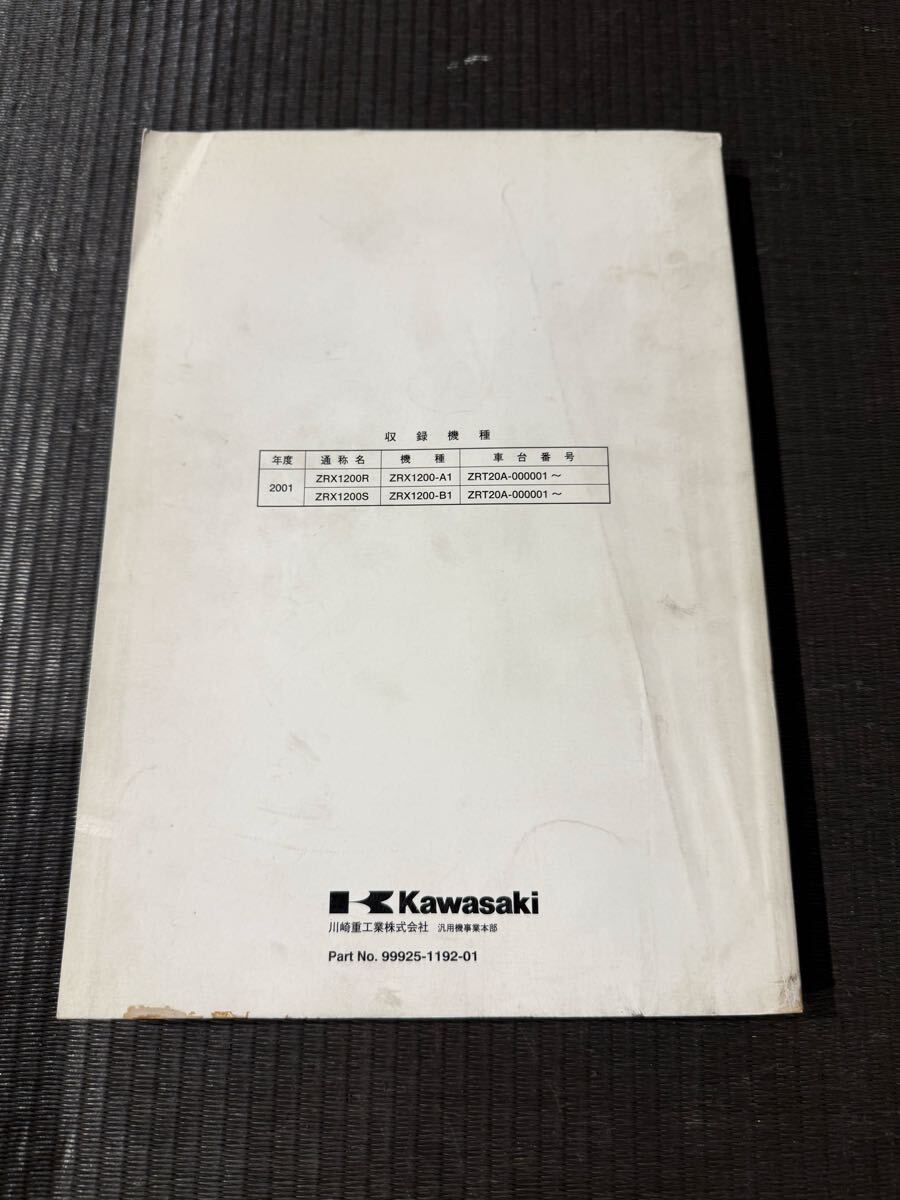 収録機種
年度 通称名 機種 車台番号
2001 ZRX1200R ZRX1200-A1 ZRT20A-000001～
ZRX1200S ZRX1200-B1 ZRT20A-000001～
Kawasaki
川崎重工業株式会社 汎用機事業本部
Part No. 99925-1192-01